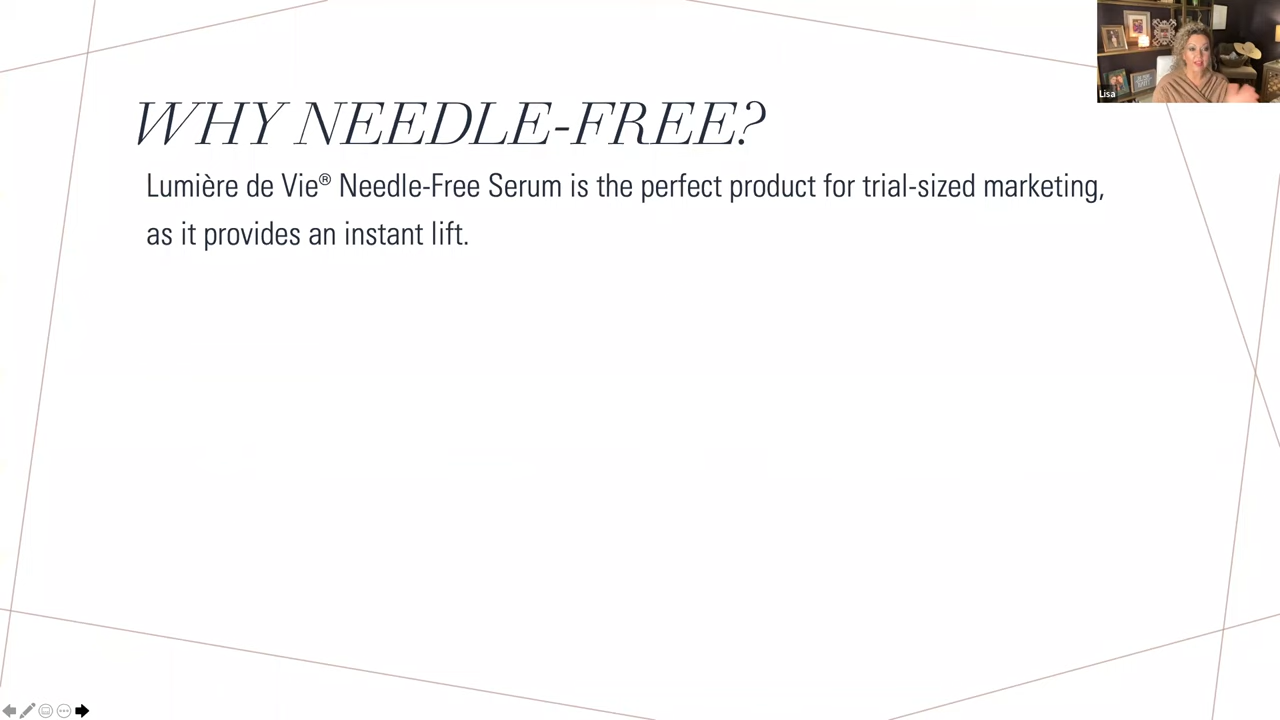 WHY NEEDLE-FREE?
Lumière de Vie® Needle-Free Serum is the perfect product for trial-sized marketing,
as it provides an instant lift.
Lisa